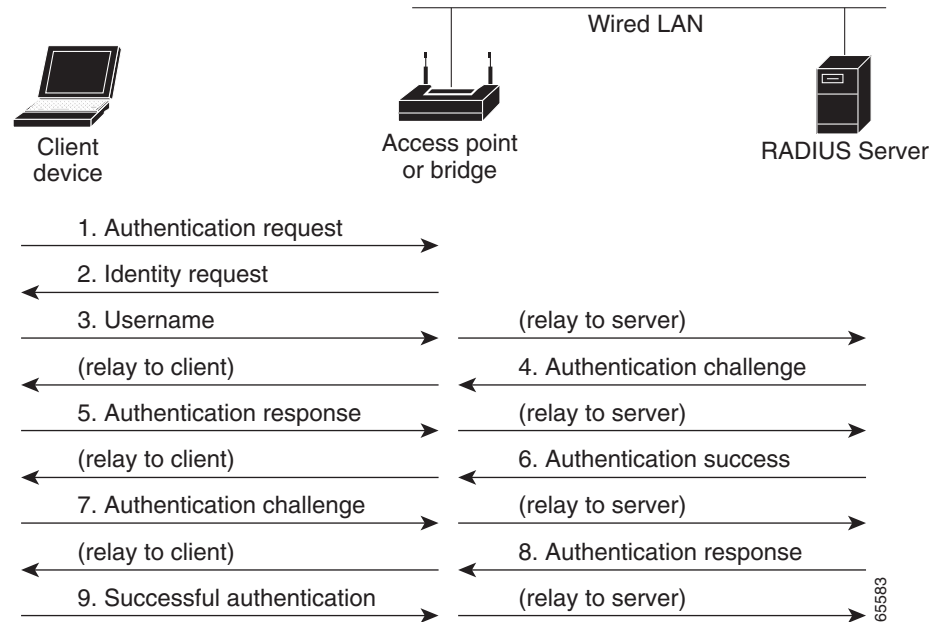 Wired LAN
Client
device
Access point
or bridge
RADIUS Server
1. Authentication request
2. Identity request
3. Username
(relay to server)
(relay to client)
4. Authentication challenge
5. Authentication response
(relay to server)
(relay to client)
6. Authentication success
7. Authentication challenge
(relay to server)
(relay to client)
8. Authentication response
9. Successful authentication
(relay to server)
65583